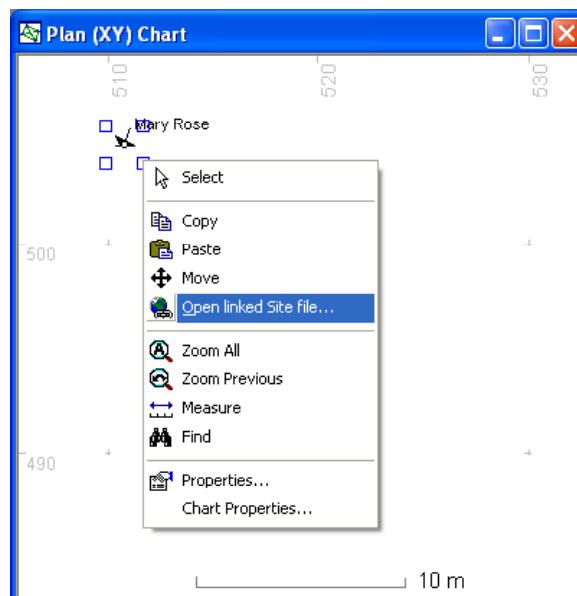 Plan (XY) Chart
510
520
530
Mary Rose
Select
Copy
500
Paste
Move
Open linked Site file...
Zoom All
Zoom Previous
Measure
Find
490
Properties...
Chart Properties...
10 m